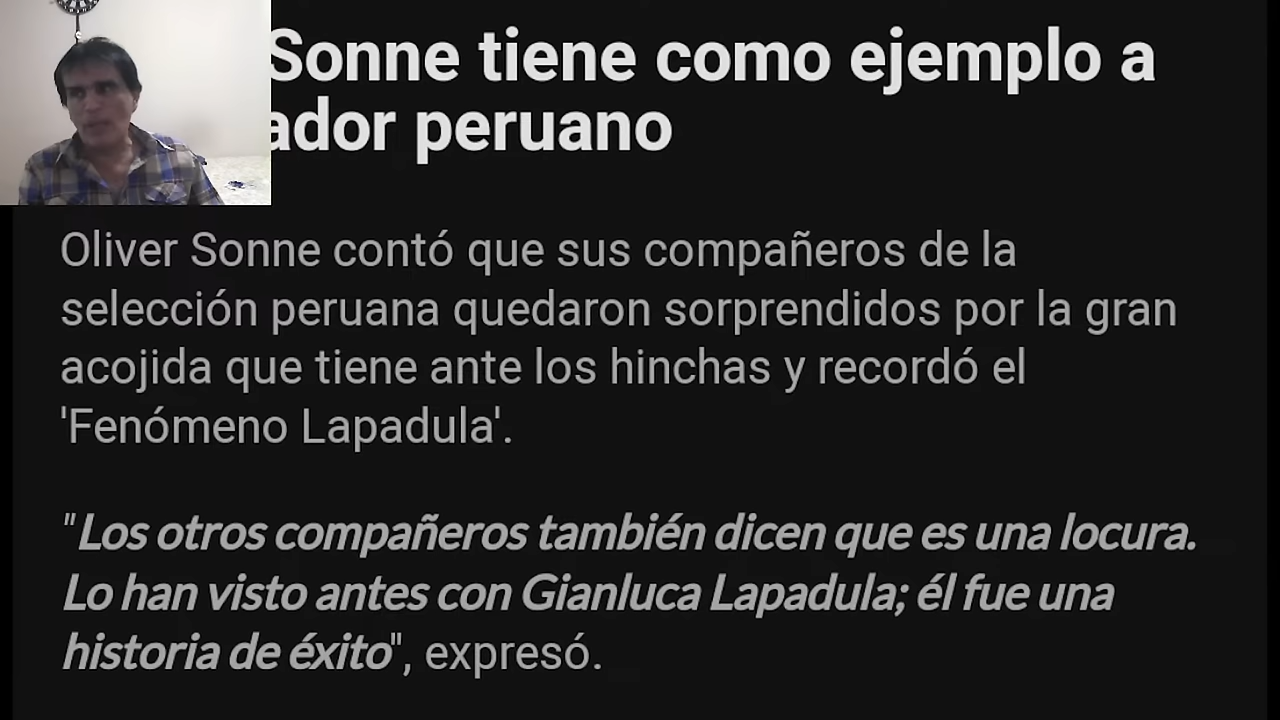 Sonne tiene como ejemplo a
ador peruano
Oliver Sonne contó que sus compañeros de la
selección peruana quedaron sorprendidos por la gran
acojida que tiene ante los hinchas y recordó el
'Fenómeno Lapadula'.
"Los otros compañeros también dicen que es una locura.
Lo han visto antes con Gianluca Lapadula; él fue una
historia de éxito", expresó.